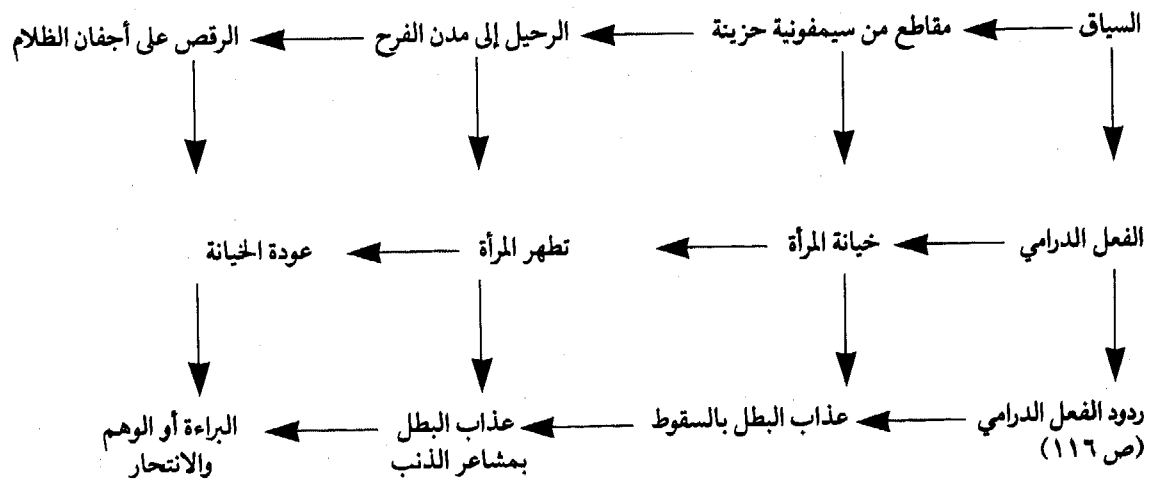 السياق
مقاطع من سيمفونية حزينة
الرحيل إلى مدن الفرح
الرقص على أجفان الظلام
الفعل الدرامي
خيانة المرأة
تطهر المرأة
عودة الخيانة
ردود الفعل الدرامي
(ص ١١٦)
عذاب البطل بالسقوط
عذاب البطل
بمشاعر الذنب
البراءة أو الوهم
والانتحار